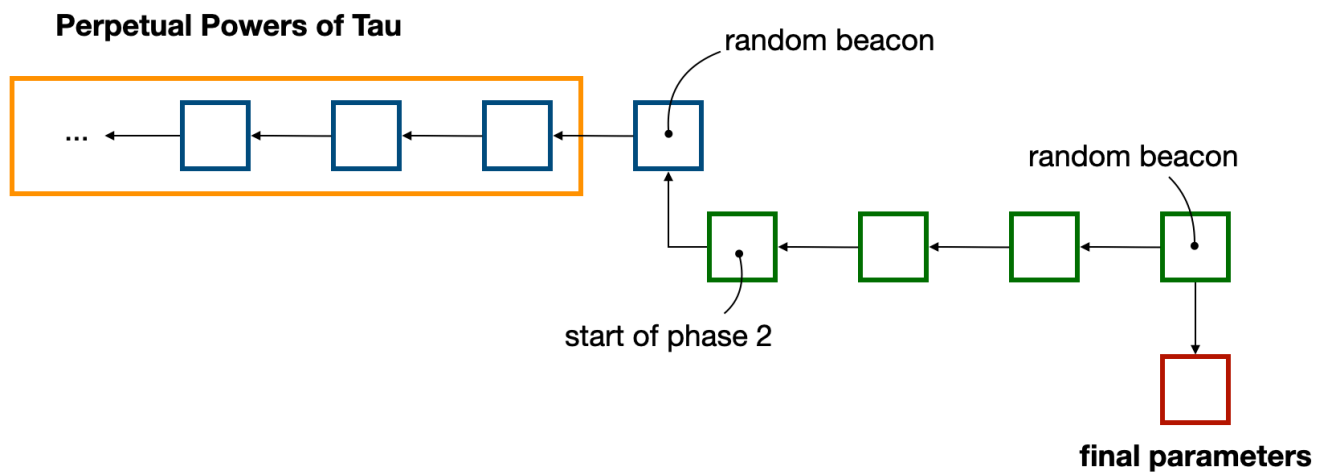 Perpetual Powers of Tau
random beacon
...
random beacon
start of phase 2
final parameters